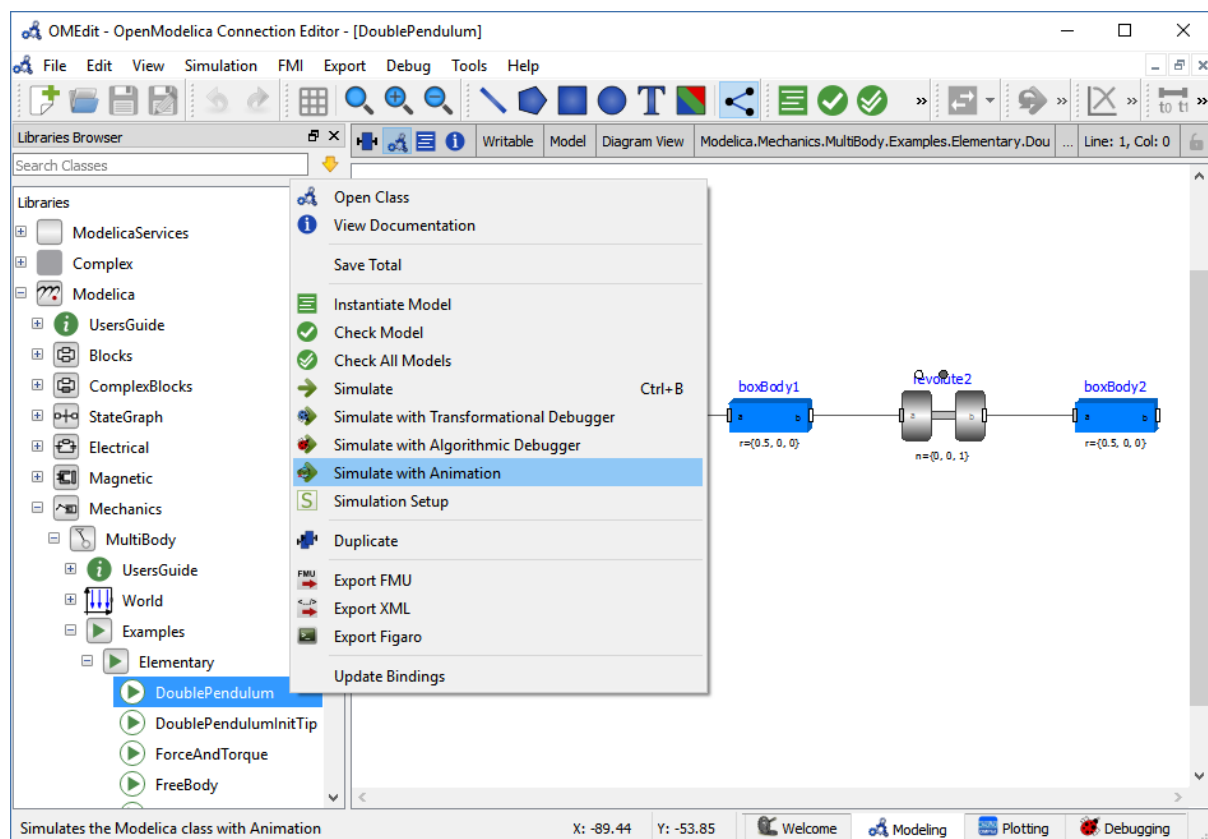 OMEdit - OpenModelica Connection Editor - [DoublePendulum]
File Edit View Simulation FMI Export Debug Tools Help
T » » » t0 t1 »
Libraries Browser
Writable Model Diagram View Modelica.Mechanics.MultiBody.Examples.Elementary.Dou ... Line: 1, Col: 0
Search Classes
Libraries
ModelicaServices
Complex
Modelica
UsersGuide
Blocks
ComplexBlocks
StateGraph
Electrical
Magnetic
Mechanics
MultiBody
UsersGuide
World
Examples
Elementary
DoublePendulum
DoublePendulumInitTip
ForceAndTorque
FreeBody
Open Class
View Documentation
Save Total
Instantiate Model
Check Model
Check All Models
Simulate Ctrl+B
Simulate with Transformational Debugger
Simulate with Algorithmic Debugger
Simulate with Animation
S Simulation Setup
Duplicate
FMU Export FMU
Export XML
Export Figaro
Update Bindings
boxBody1 revolute2 boxBody2
a b a b a b
r={0.5, 0, 0} n={0, 0, 1} r={0.5, 0, 0}
Simulates the Modelica class with Animation X: -89.44 Y: -53.85 Welcome Modeling Plotting Debugging